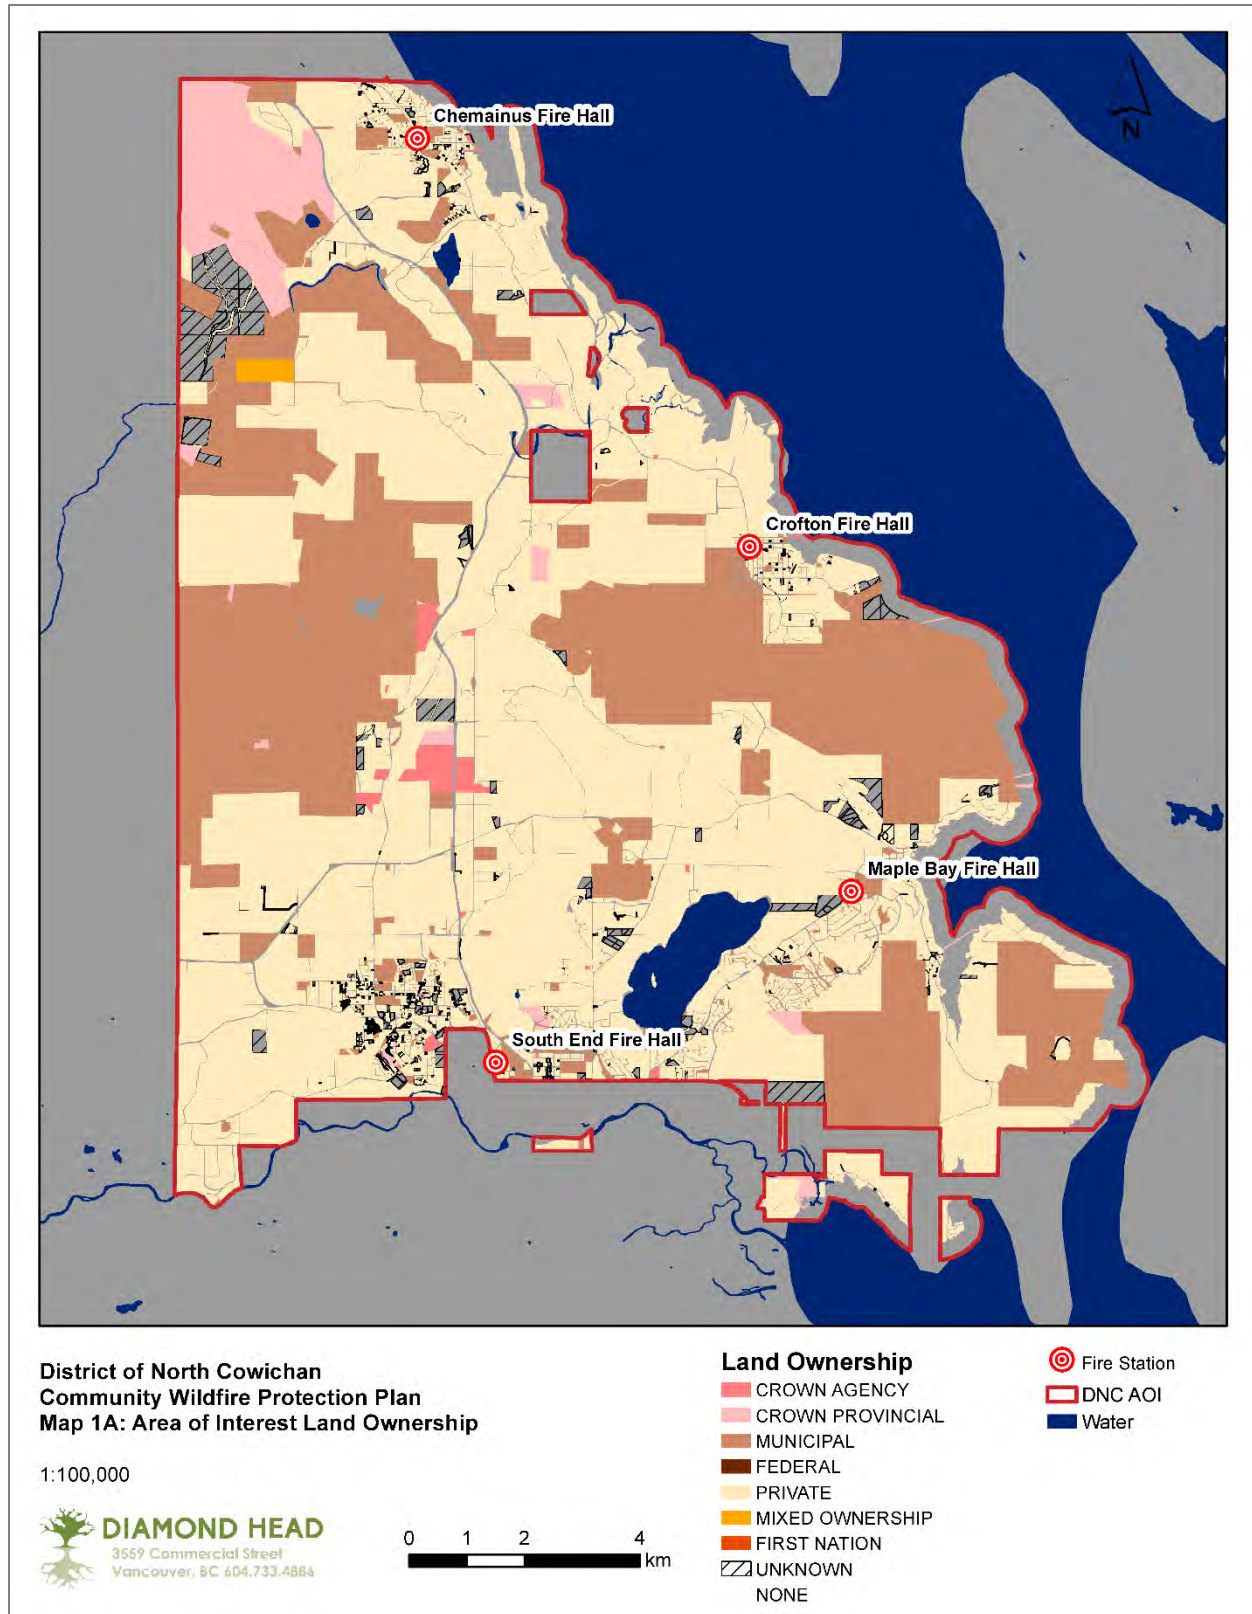 N
Chemainus Fire Hall
Crofton Fire Hall
Maple Bay Fire Hall
South End Fire Hall
District of North Cowichan
Community Wildfire Protection Plan
Map 1A: Area of Interest Land Ownership
1:100,000
DIAMOND HEAD
3559 Commercial Street
Vancouver, BC 604.733.4886
0 1 2 4
km
Land Ownership
CROWN AGENCY
CROWN PROVINCIAL
MUNICIPAL
FEDERAL
PRIVATE
MIXED OWNERSHIP
FIRST NATION
UNKNOWN
NONE
Fire Station
DNC AOI
Water